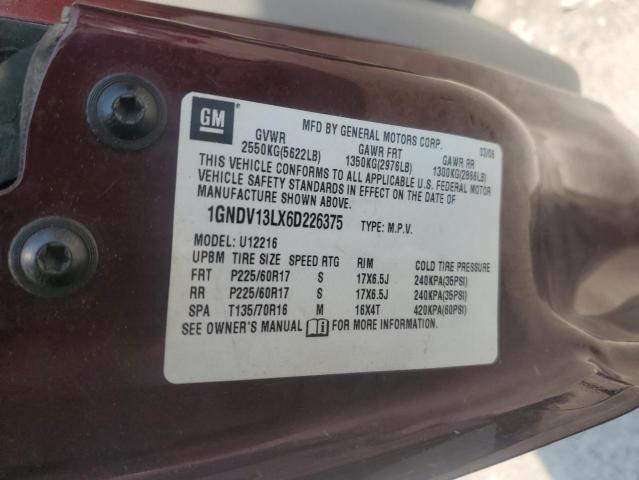 GM
MFD BY GENERAL MOTORS CORP. 03/06
GVWR GAWR FRT GAWR RR
2550KG(5622LB) 1350KG(2976LB) 1300KG(2866LB)
THIS VEHICLE CONFORMS TO ALL APPLICABLE U.S. FEDERAL MOTOR
VEHICLE SAFETY STANDARDS IN EFFECT ON THE DATE OF
MANUFACTURE SHOWN ABOVE.
1GNDV13LX6D226375 TYPE: M.P.V.
MODEL: U12216
UPBM TIRE SIZE SPEED RTG RIM COLD TIRE PRESSURE
FRT P225/60R17 S 17X6.5J 240KPA(35PSI)
RR P225/60R17 S 17X6.5J 240KPA(35PSI)
SPA T135/70R16 M 16X4T 420KPA(60PSI)
SEE OWNER'S MANUAL FOR MORE INFORMATION.